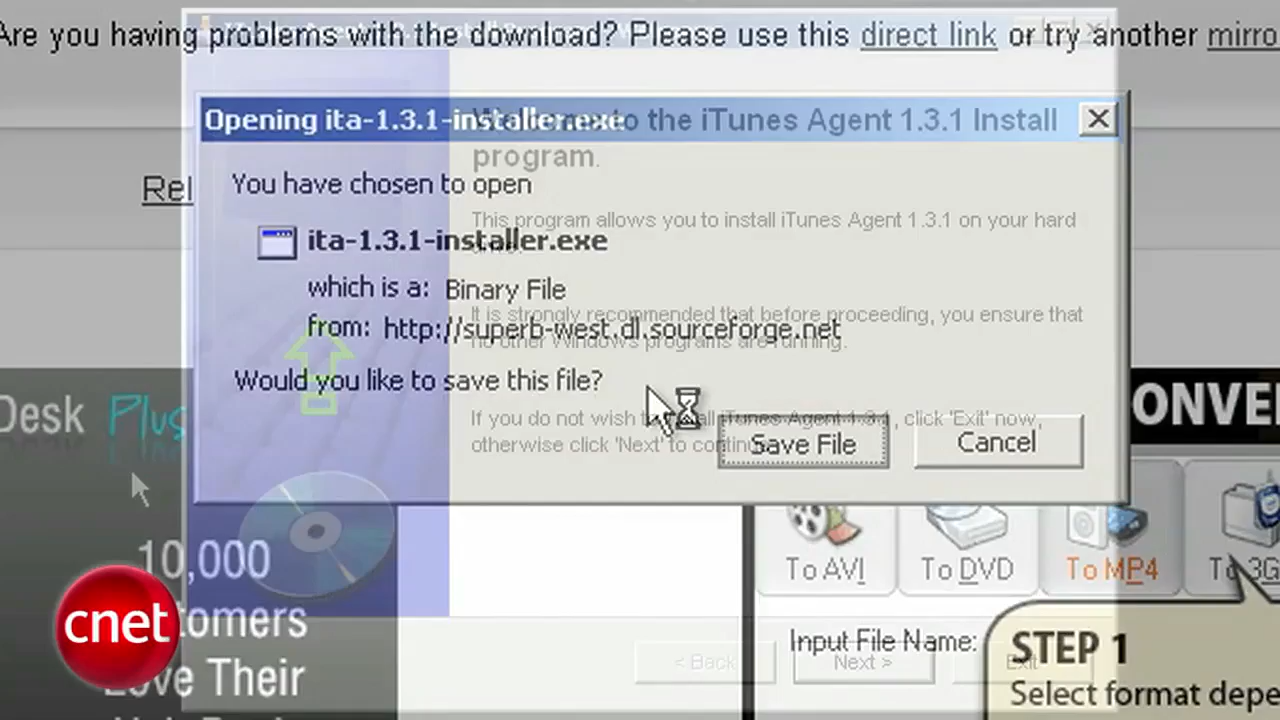 Are you having problems with the download? Please use this direct link or try another mirro
Opening ita-1.3.1-installer.exe
to the iTunes Agent 1.3.1 Install
program.
Rel
You have chosen to open
This program allows you to install iTunes Agent 1.3.1 on your hard
drive.
ita-1.3.1-installer.exe
which is a: Binary File
It is strongly recommended that before proceeding, you ensure that
no other Windows programs are running.
from: http://superb-west.dl.sourceforge.net
Would you like to save this file?
If you do not wish to install iTunes Agent 1.3.1, click 'Exit' now,
otherwise click 'Next' to continue.
Save File
Cancel
Desk Plus
ONVE
To AVI
To DVD
To MP4
To 3G
10,000
tomers
Love Their
cnet
Input File Name:
< Back
Next >
Exit
STEP 1
Select format depe